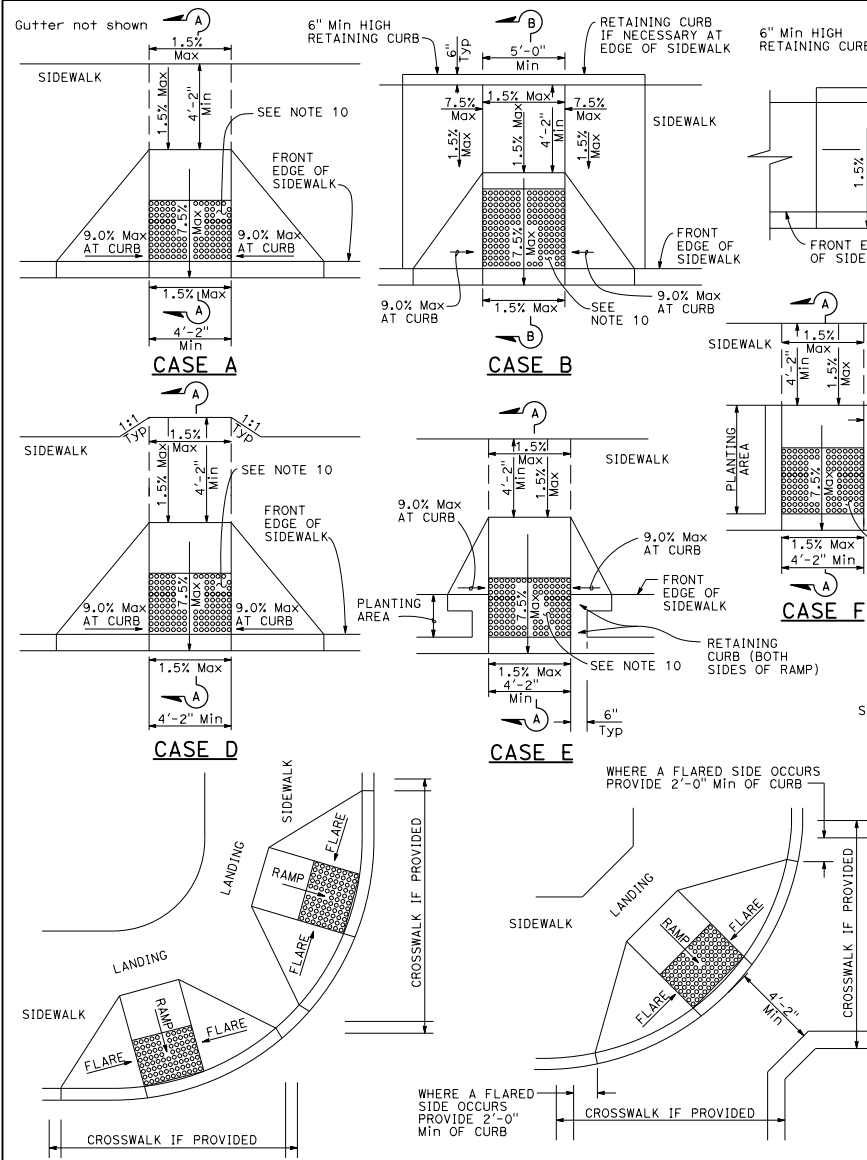 Gutter not shown
A
1.5%
Max
SIDEWALK
1.5% Max
4'-2"
Min
SEE NOTE 10
FRONT
EDGE OF
SIDEWALK
7.5%
Max
9.0% Max
AT CURB
9.0% Max
AT CURB
1.5% Max
A
4'-2"
Min
CASE A
6" Min HIGH
RETAINING CURB
6"
Typ
B
5'-0"
Min
RETAINING CURB
IF NECESSARY AT
EDGE OF SIDEWALK
7.5%
Max
1.5% Max
7.5%
Max
SIDEWALK
1.5%
Max
1.5% Max
4'-2"
Min
1.5%
Max
FRONT
EDGE OF
SIDEWALK
7.5%
Max
9.0% Max
AT CURB
1.5% Max
SEE
NOTE 10
9.0% Max
AT CURB
B
CASE B
6" Min HIGH
RETAINING CURB
1.5%
FRONT E
OF SIDE
A
SIDEWALK
1.5%
Max
4'-2"
Min
1.5%
Max
PLANTING
AREA
7.5%
Max
1.5% Max
4'-2" Min
A
CASE F
A
1:1
Typ
1:1
Typ
1.5%
Max
SIDEWALK
1.5% Max
4'-2"
Min
SEE NOTE 10
FRONT
EDGE OF
SIDEWALK
7.5%
Max
9.0% Max
AT CURB
9.0% Max
AT CURB
1.5% Max
A
4'-2" Min
CASE D
A
1.5%
Max
SIDEWALK
4'-2"
Min
1.5%
Max
9.0% Max
AT CURB
9.0% Max
AT CURB
FRONT
EDGE OF
SIDEWALK
PLANTING
AREA
7.5%
Max
RETAINING
CURB (BOTH
SIDES OF RAMP)
SEE NOTE 10
1.5% Max
4'-2"
Min
A
6"
Typ
CASE E
S
SIDEWALK
FLARE
LANDING
RAMP
FLARE
CROSSWALK IF PROVIDED
LANDING
SIDEWALK
RAMP
FLARE
FLARE
CROSSWALK IF PROVIDED
WHERE A FLARED SIDE OCCURS
PROVIDE 2'-0" Min OF CURB
LANDING
SIDEWALK
FLARE
RAMP
FLARE
4'-2"
Min
CROSSWALK IF PROVIDED
WHERE A FLARED
SIDE OCCURS
PROVIDE 2'-0"
Min OF CURB
CROSSWALK IF PROVIDED